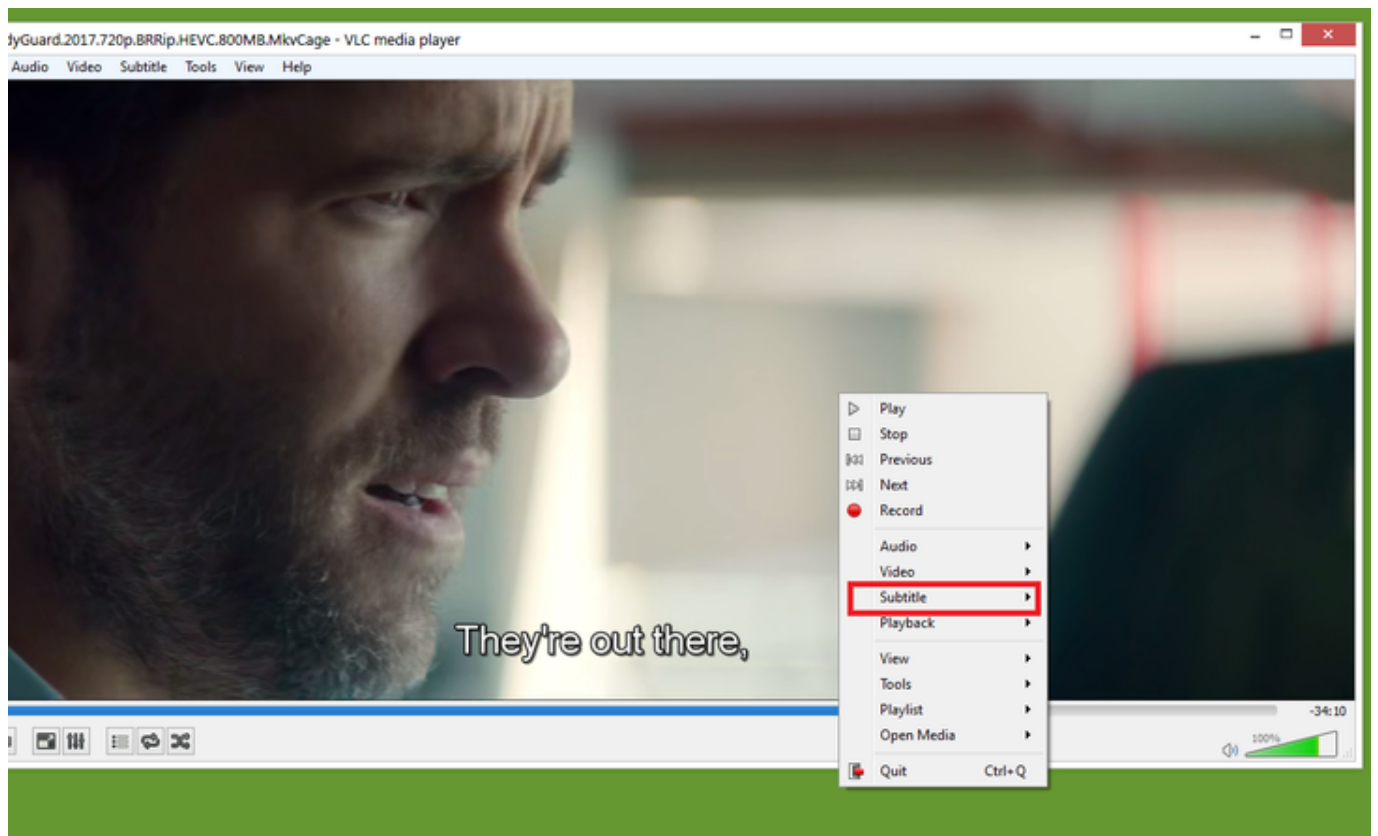 dyGuard.2017.720p.BRRip.HEVC.800MB.MkvCage - VLC media player
Audio Video Subtitle Tools View Help
They're out there,
Play
Stop
Previous
Next
Record
Audio
Video
Subtitle
Playback
View
Tools
Playlist
Open Media
Quit Ctrl+Q
-34:10
100%